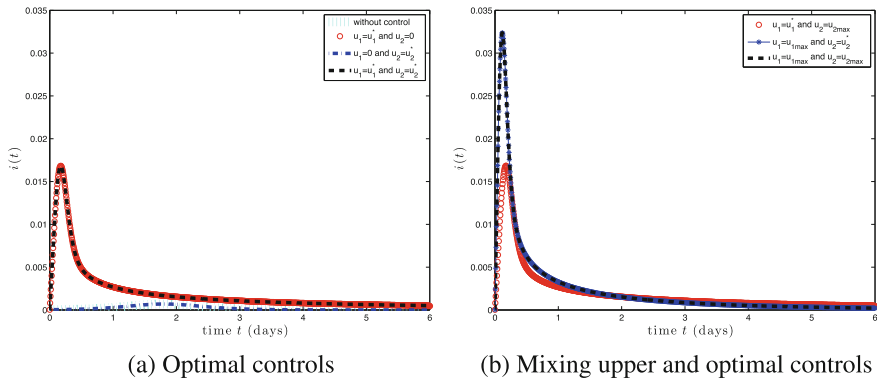 0.035
0.03
0.025
0.02
0.015
0.01
0.005
0
i(t)
0 1 2 3 4 5 6
time t (days)
without control
u₁=u₁* and u₂=0
u₁=0 and u₂=u₂*
u₁=u₁* and u₂=u₂*
(a) Optimal controls
0.035
0.03
0.025
0.02
0.015
0.01
0.005
0
i(t)
0 1 2 3 4 5 6
time t (days)
u₁=u₁* and u₂=u₂max
u₁=u₁max and u₂=u₂*
u₁=u₁max and u₂=u₂max
(b) Mixing upper and optimal controls